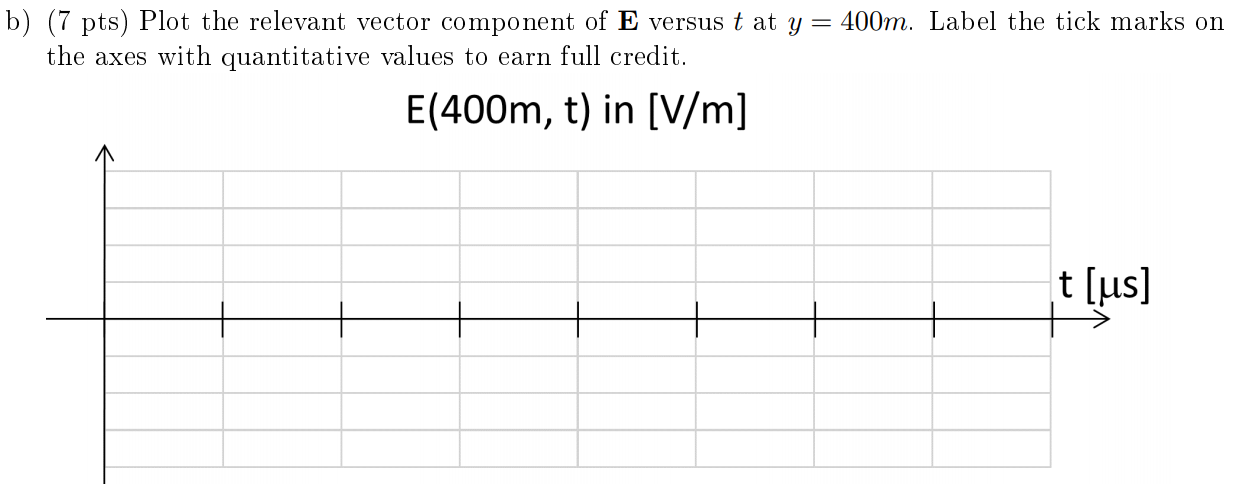 b) (7 pts) Plot the relevant vector component of E versus t at y = 400m. Label the tick marks on
the axes with quantitative values to earn full credit.
E(400m, t) in [V/m]
t [μs]